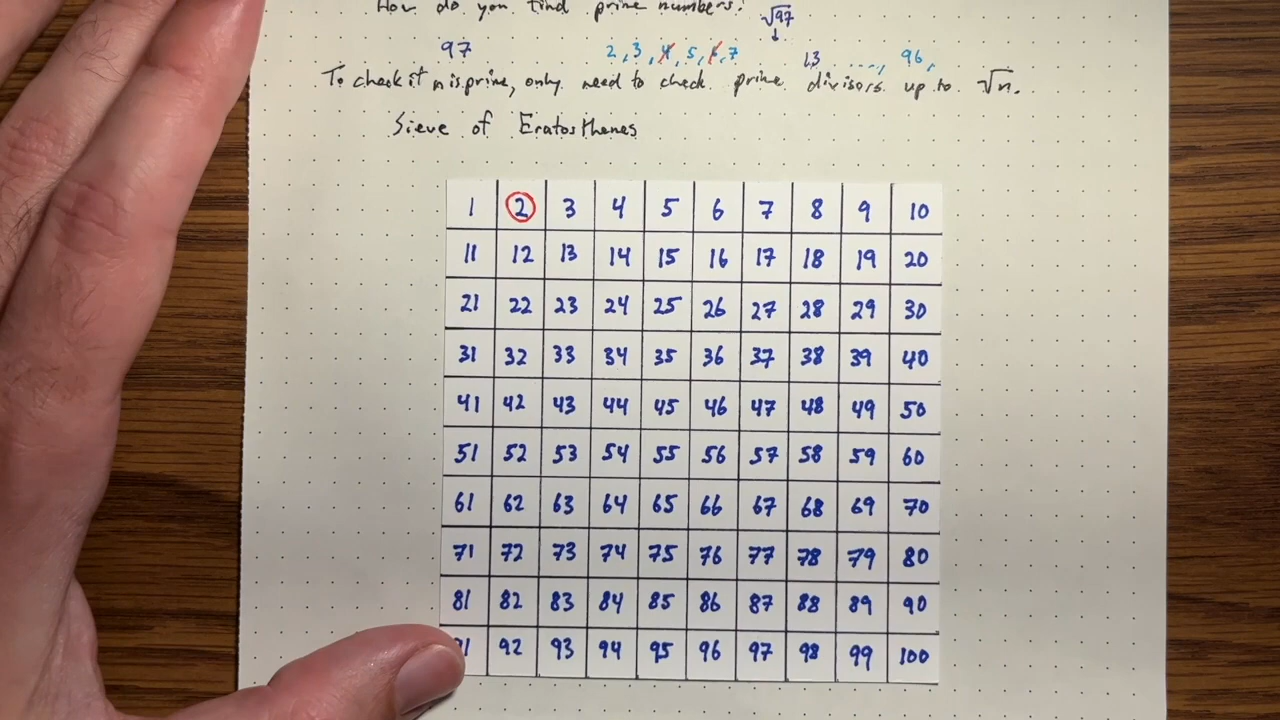 How do you find prime numbers?
√97
↓
97 2, 3, 4, 5, 6, 7 13 ...., 96,
To check if n is prime, only need to check prime divisors up to √n.
Sieve of Eratosthenes
1 2 3 4 5 6 7 8 9 10
11 12 13 14 15 16 17 18 19 20
21 22 23 24 25 26 27 28 29 30
31 32 33 34 35 36 37 38 39 40
41 42 43 44 45 46 47 48 49 50
51 52 53 54 55 56 57 58 59 60
61 62 63 64 65 66 67 68 69 70
71 72 73 74 75 76 77 78 79 80
81 82 83 84 85 86 87 88 89 90
92 93 94 95 96 97 98 99 100